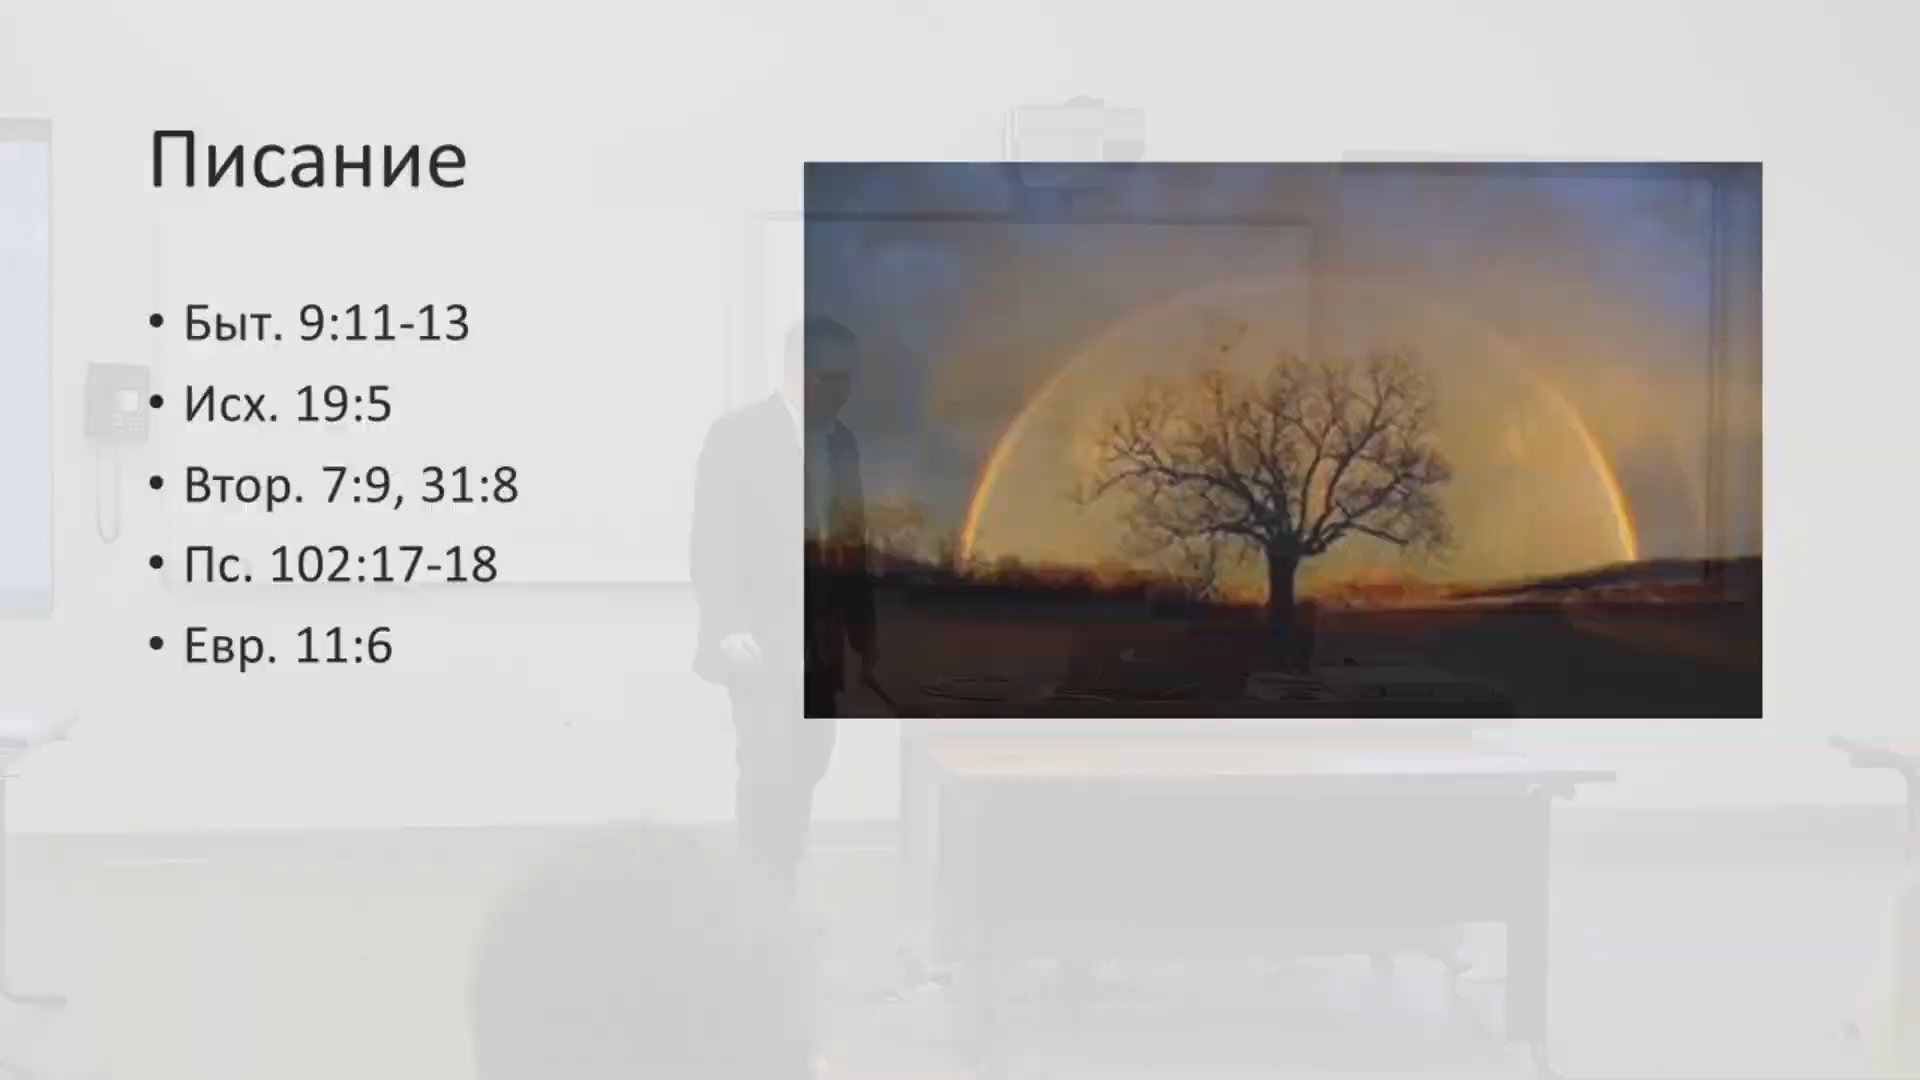 Писание
• Быт. 9:11-13
• Исх. 19:5
• Втор. 7:9, 31:8
• Пс. 102:17-18
• Евр. 11:6